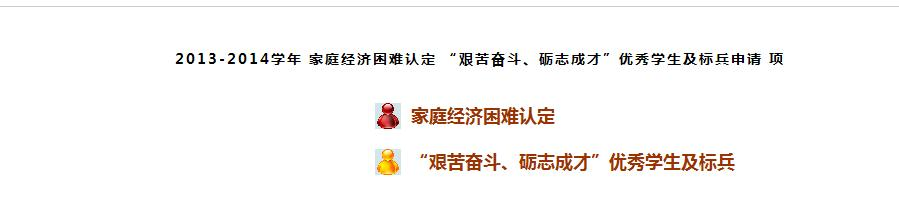 2013-2014学年 家庭经济困难认定 “艰苦奋斗、砺志成才”优秀学生及标兵申请 项
家庭经济困难认定
“艰苦奋斗、砺志成才”优秀学生及标兵